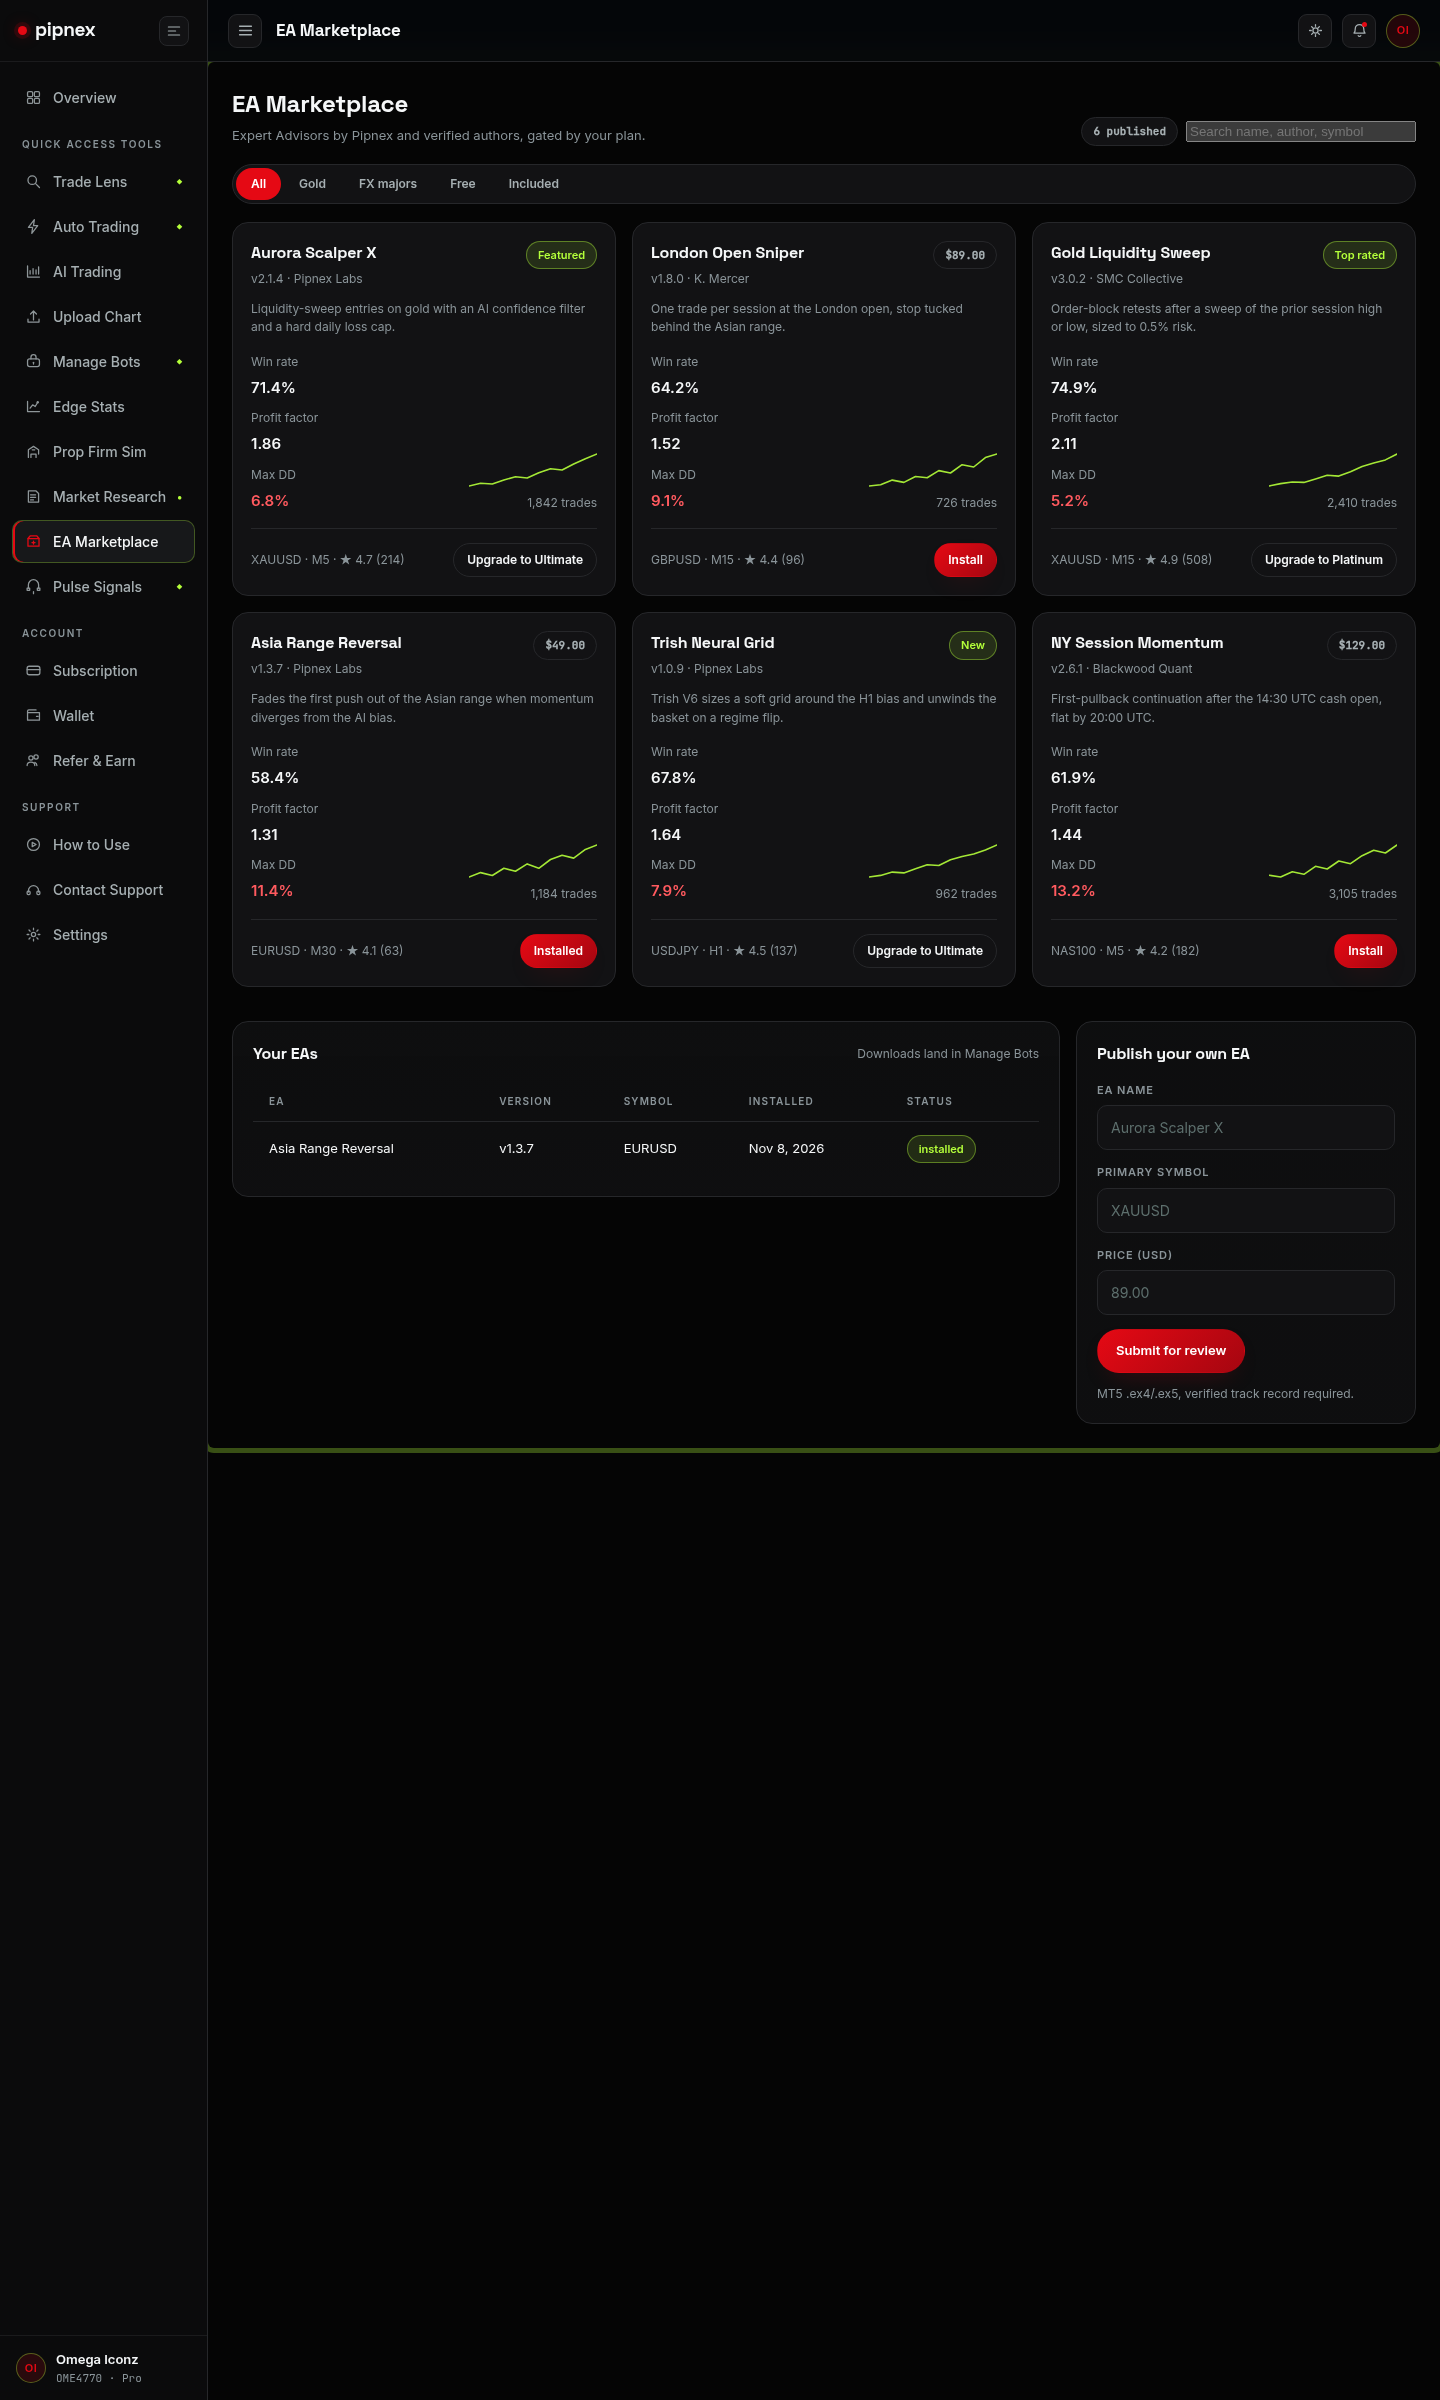 pipnex
EA Marketplace
OI
Overview
QUICK ACCESS TOOLS
Trade Lens
Auto Trading
AI Trading
Upload Chart
Manage Bots
Edge Stats
Prop Firm Sim
Market Research
EA Marketplace
Pulse Signals
ACCOUNT
Subscription
Wallet
Refer & Earn
SUPPORT
How to Use
Contact Support
Settings
OI
Omega Iconz
OME4770 · Pro
EA Marketplace
Expert Advisors by Pipnex and verified authors, gated by your plan.
6 published
Search name, author, symbol
All
Gold
FX majors
Free
Included
Aurora Scalper X
Featured
v2.1.4 · Pipnex Labs
Liquidity-sweep entries on gold with an AI confidence filter
and a hard daily loss cap.
Win rate
71.4%
Profit factor
1.86
Max DD
6.8%
1,842 trades
XAUUSD · M5 · ★ 4.7 (214)
Upgrade to Ultimate
London Open Sniper
$89.00
v1.8.0 · K. Mercer
One trade per session at the London open, stop tucked
behind the Asian range.
Win rate
64.2%
Profit factor
1.52
Max DD
9.1%
726 trades
GBPUSD · M15 · ★ 4.4 (96)
Install
Gold Liquidity Sweep
Top rated
v3.0.2 · SMC Collective
Order-block retests after a sweep of the prior session high
or low, sized to 0.5% risk.
Win rate
74.9%
Profit factor
2.11
Max DD
5.2%
2,410 trades
XAUUSD · M15 · ★ 4.9 (508)
Upgrade to Platinum
Asia Range Reversal
$49.00
v1.3.7 · Pipnex Labs
Fades the first push out of the Asian range when momentum
diverges from the AI bias.
Win rate
58.4%
Profit factor
1.31
Max DD
11.4%
1,184 trades
EURUSD · M30 · ★ 4.1 (63)
Installed
Trish Neural Grid
New
v1.0.9 · Pipnex Labs
Trish V6 sizes a soft grid around the H1 bias and unwinds the
basket on a regime flip.
Win rate
67.8%
Profit factor
1.64
Max DD
7.9%
962 trades
USDJPY · H1 · ★ 4.5 (137)
Upgrade to Ultimate
NY Session Momentum
$129.00
v2.6.1 · Blackwood Quant
First-pullback continuation after the 14:30 UTC cash open,
flat by 20:00 UTC.
Win rate
61.9%
Profit factor
1.44
Max DD
13.2%
3,105 trades
NAS100 · M5 · ★ 4.2 (182)
Install
Your EAs
Downloads land in Manage Bots
EA VERSION SYMBOL INSTALLED STATUS
Asia Range Reversal v1.3.7 EURUSD Nov 8, 2026 installed
Publish your own EA
EA NAME
Aurora Scalper X
PRIMARY SYMBOL
XAUUSD
PRICE (USD)
89.00
Submit for review
MT5 .ex4/.ex5, verified track record required.